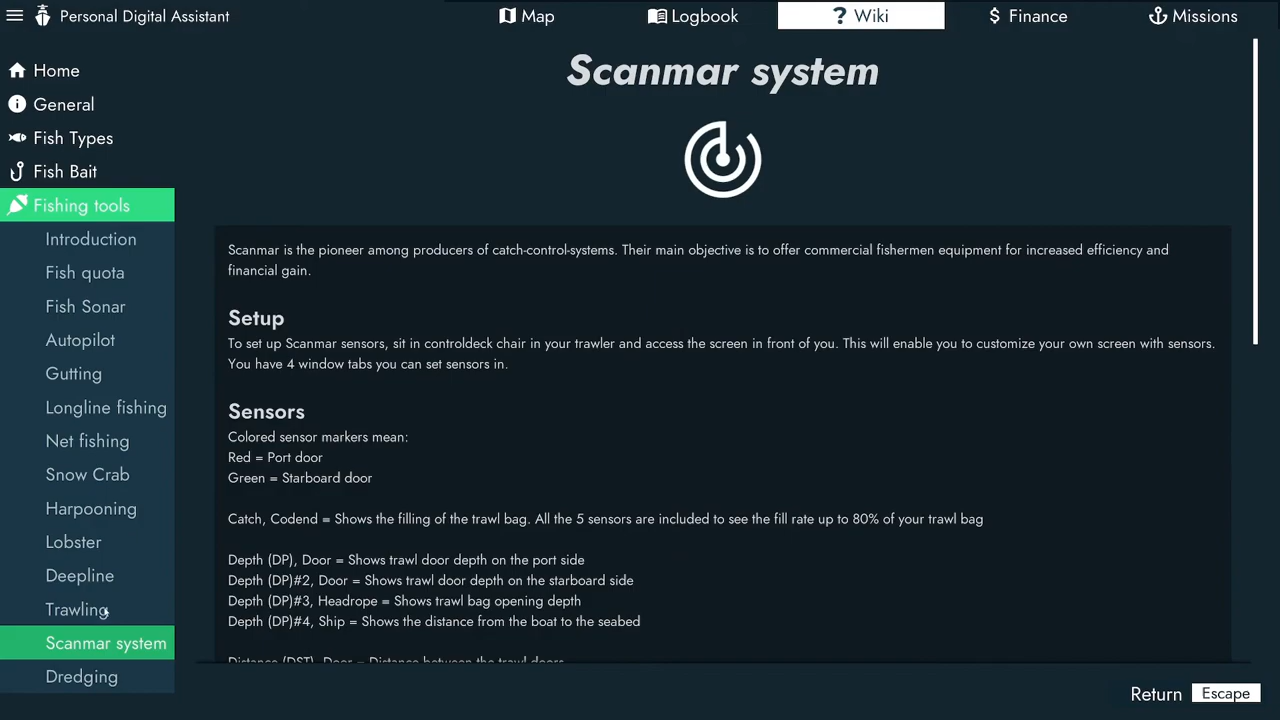 Personal Digital Assistant
Map
Logbook
? Wiki
$ Finance
Missions
Home
General
Fish Types
Fish Bait
Fishing tools
Introduction
Fish quota
Fish Sonar
Autopilot
Gutting
Longline fishing
Net fishing
Snow Crab
Harpooning
Lobster
Deepline
Trawling
Scanmar system
Dredging
Scanmar system
Scanmar is the pioneer among producers of catch-control-systems. Their main objective is to offer commercial fishermen equipment for increased efficiency and
financial gain.
Setup
To set up Scanmar sensors, sit in controldeck chair in your trawler and access the screen in front of you. This will enable you to customize your own screen with sensors.
You have 4 window tabs you can set sensors in.
Sensors
Colored sensor markers mean:
Red = Port door
Green = Starboard door
Catch, Codend = Shows the filling of the trawl bag. All the 5 sensors are included to see the fill rate up to 80% of your trawl bag
Depth (DP), Door = Shows trawl door depth on the port side
Depth (DP)#2, Door = Shows trawl door depth on the starboard side
Depth (DP)#3, Headrope = Shows trawl bag opening depth
Depth (DP)#4, Ship = Shows the distance from the boat to the seabed
Distance (DST), Door = Distance between the trawl doors
Return Escape